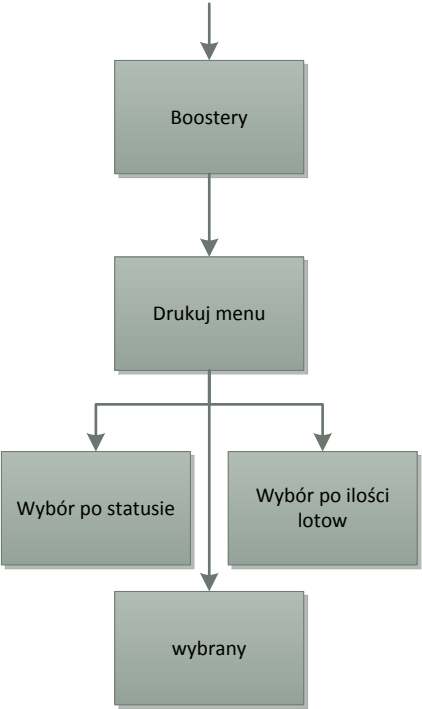 Boostery
Drukuj menu
Wybór po statusie
Wybór po ilości
lotow
wybrany